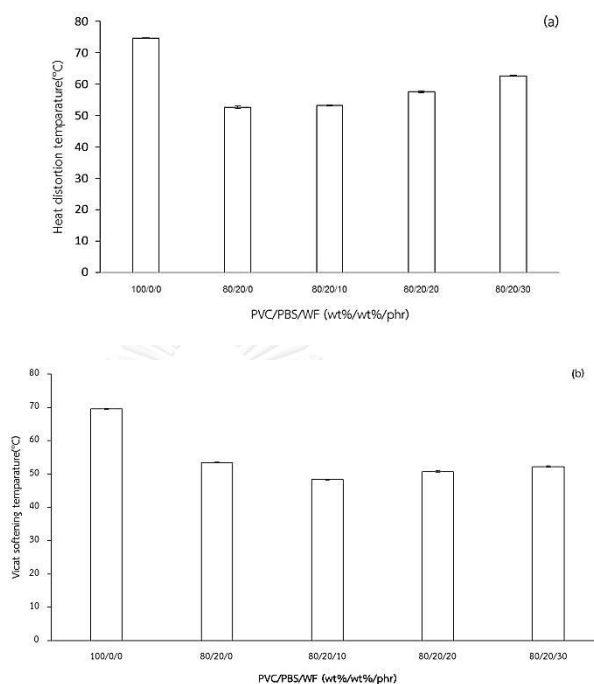 (a)
80
70
60
50
40
30
20
10
0
Heat distortion temparature(°C)
100/0/0 80/20/0 80/20/10 80/20/20 80/20/30
PVC/PBS/WF (wt%/wt%/phr)
(b)
80
70
60
50
40
30
20
10
0
Vicat softening temparature(°C)
100/0/0 80/20/0 80/20/10 80/20/20 80/20/30
PVC/PBS/WF (wt%/wt%/phr)